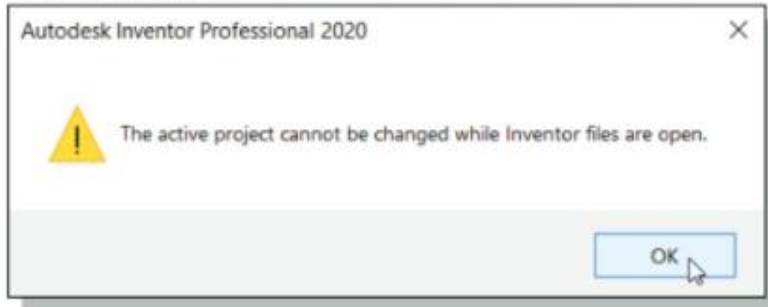 Autodesk Inventor Professional 2020
The active project cannot be changed while Inventor files are open.
OK